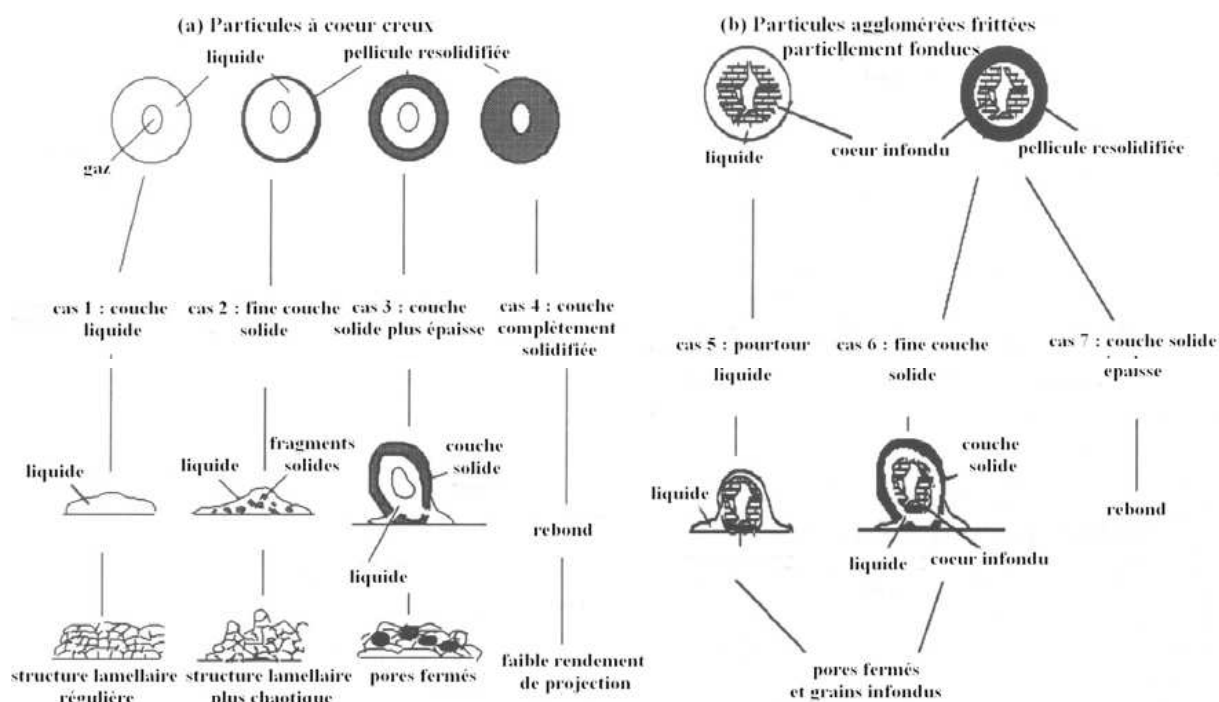 (a) Particules à coeur creux
liquide
pellicule resolidifiée
gaz
cas 1 : couche
liquide
cas 2 : fine couche
solide
cas 3 : couche
solide plus épaisse
cas 4 : couche
complètement
solidifiée
liquide
liquide
fragments
solides
couche
solide
liquide
rebond
structure lamellaire
régulière
structure lamellaire
plus chaotique
pores fermés
faible rendement
de projection
(b) Particules agglomérées frittées
partiellement fondues
liquide
coeur infondu
pellicule resolidifiée
cas 5 : pourtour
liquide
cas 6 : fine couche
solide
cas 7 : couche solide
épaisse
liquide
couche
solide
liquide
coeur infondu
rebond
pores fermés
et grains infondus